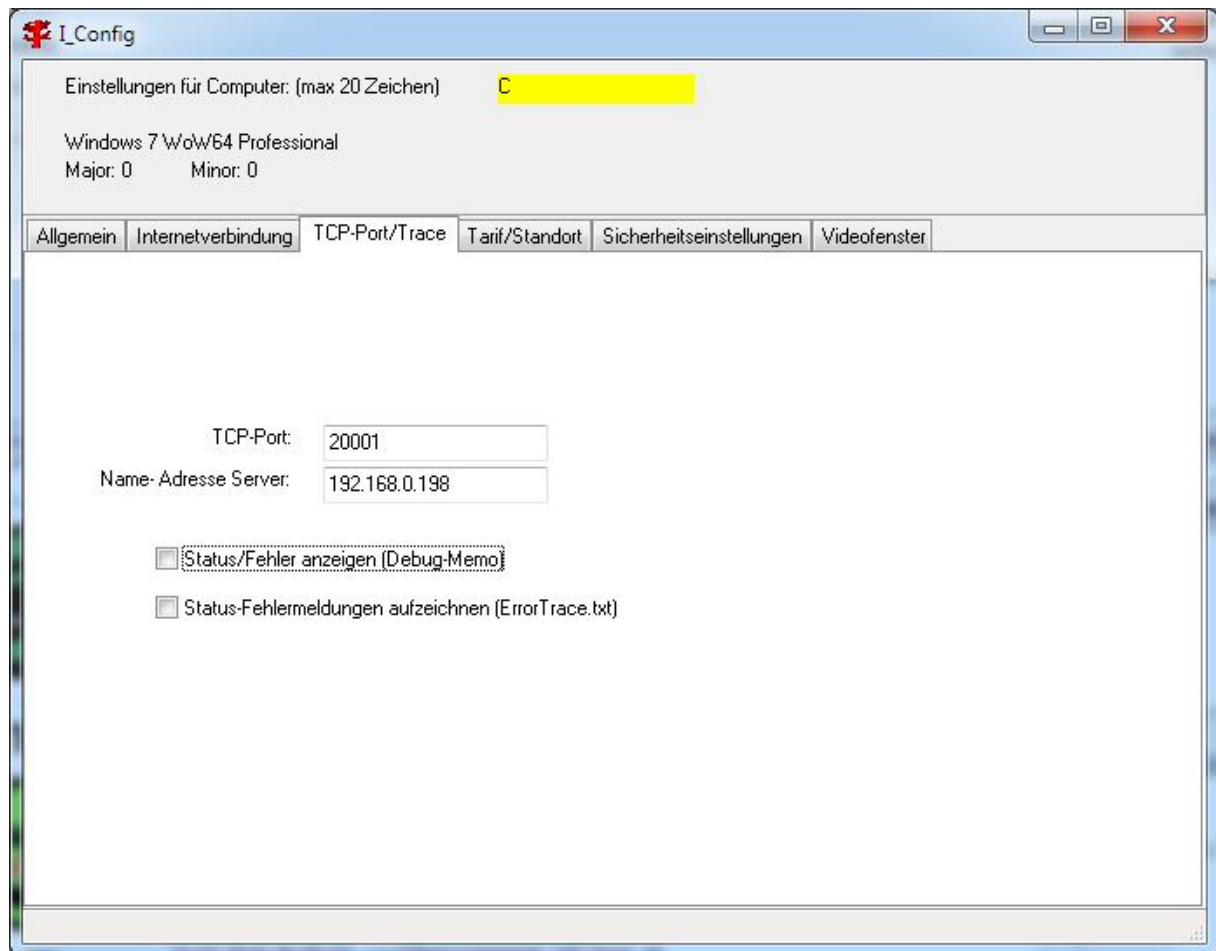 I_Config
Einstellungen für Computer: (max 20 Zeichen) C
Windows 7 WoW64 Professional
Major: 0 Minor: 0
Allgemein Internetverbindung TCP-Port/Trace Tarif/Standort Sicherheitseinstellungen Videofenster
TCP-Port: 20001
Name- Adresse Server: 192.168.0.198
Status/Fehler anzeigen (Debug-Memo)
Status-Fehlermeldungen aufzeichnen (ErrorTrace.txt)